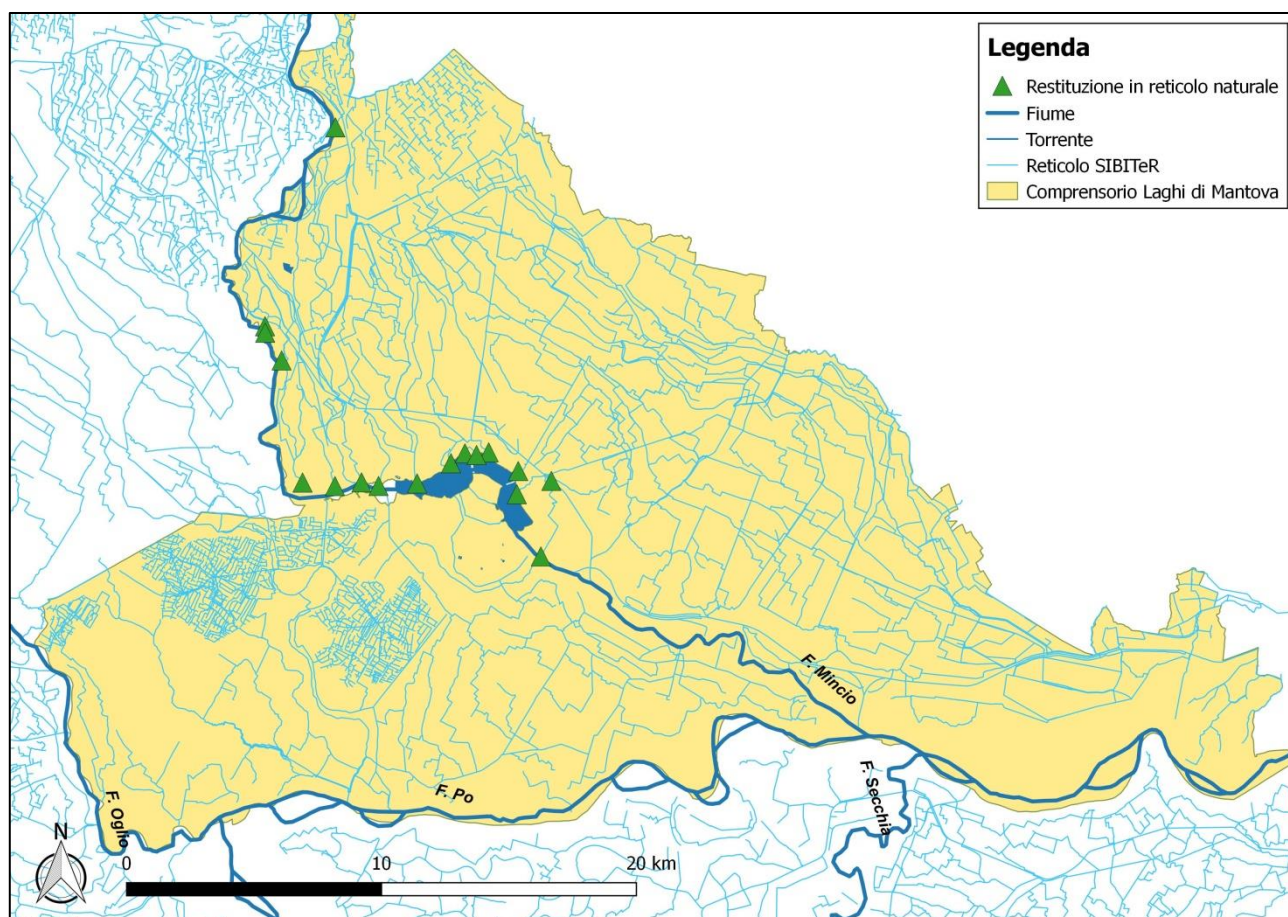 Legenda
Restituzione in reticolo naturale
Fiume
Torrente
Reticolo SIBITeR
Comprensorio Laghi di Mantova
F. Mincio
F. Po
F. Secchia
F. Oglio
N
0 10 20 km